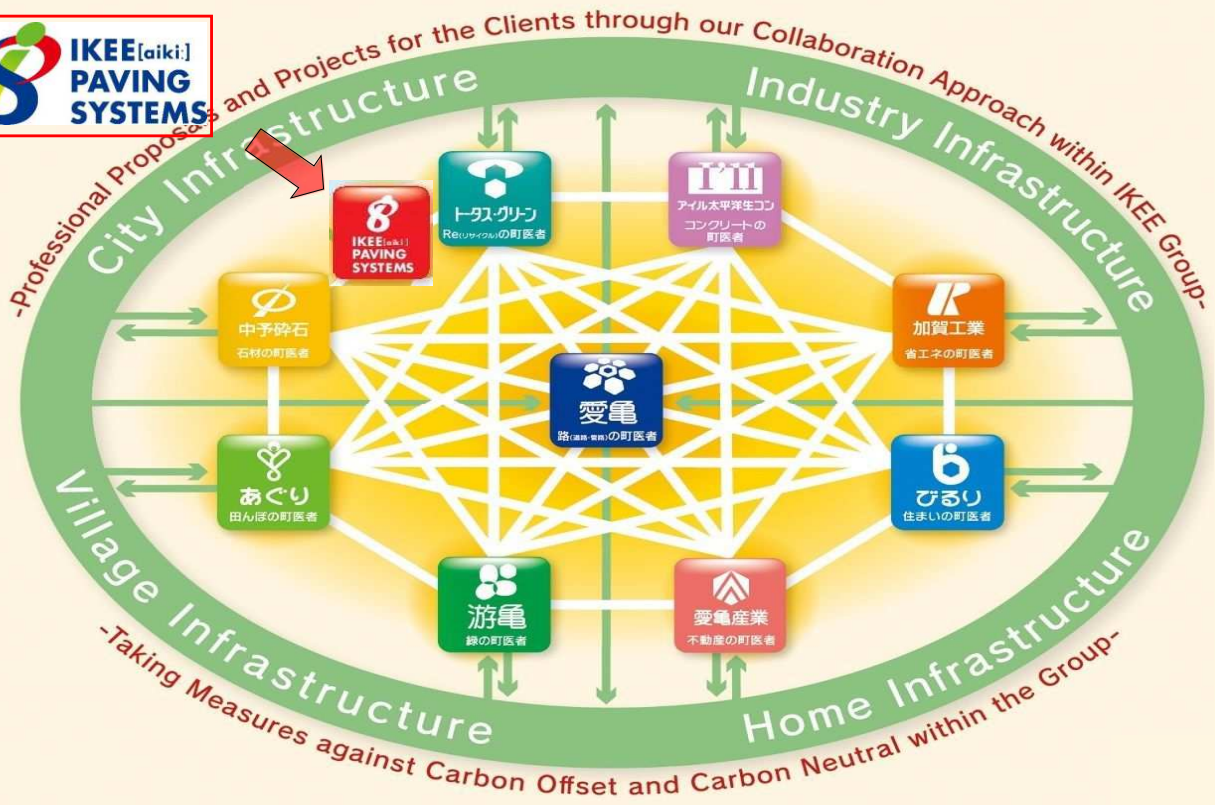 IKEE[aiki:]
PAVING
SYSTEMS
-Professional Proposals and Projects for the Clients through our Collaboration Approach within IKEE Group-
City Infrastructure
Industry Infrastructure
IKEE[aiki:]
PAVING
SYSTEMS
トータス・グリーン
Re(リサイクル)の町医者
I'll
アイル太平洋生コン
コンクリートの
町医者
中予砕石
石材の町医者
加賀工業
省エネの町医者
愛亀
路(道路・管路)の町医者
あぐり
田んぼの町医者
びるり
住まいの町医者
游亀
緑の町医者
愛亀産業
不動産の町医者
Village Infrastructure
Home Infrastructure
-Taking Measures against Carbon Offset and Carbon Neutral within the Group-